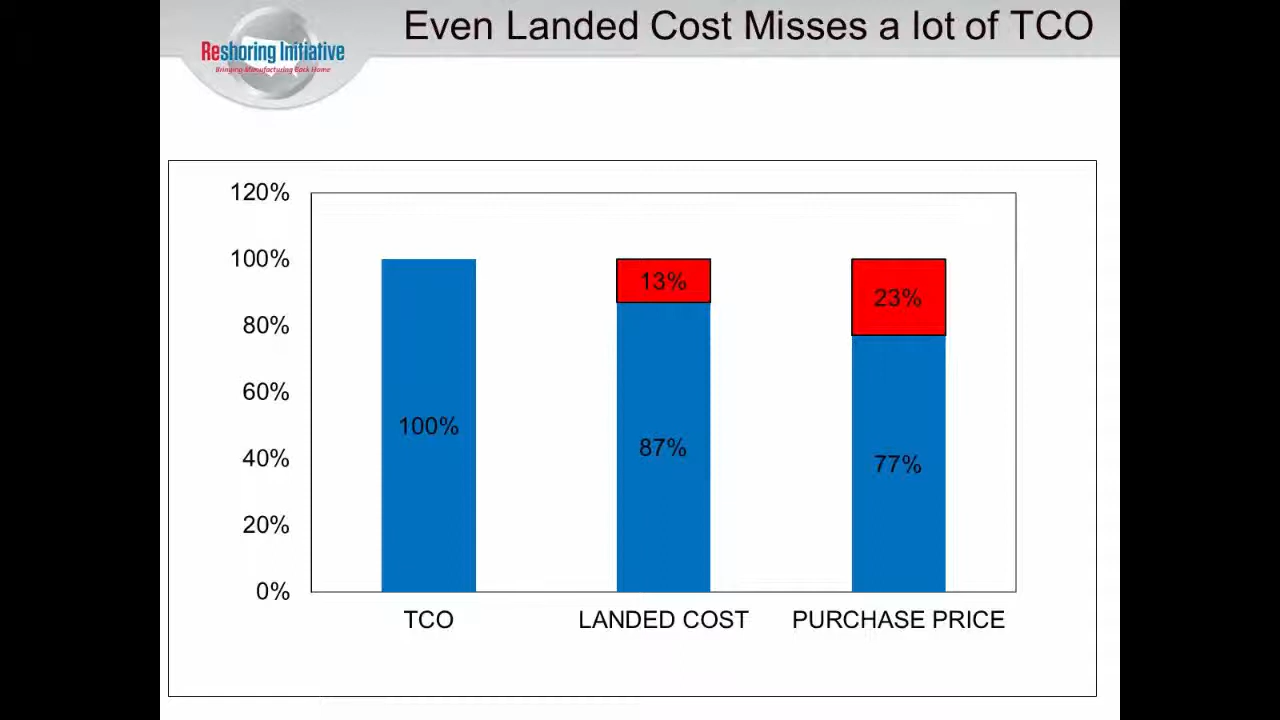 Even Landed Cost Misses a lot of TCO
Reshoring Initiative
Bringing Manufacturing Back Home
120%
100%
80%
60%
40%
20%
0%
100%
13%
87%
23%
77%
TCO
LANDED COST
PURCHASE PRICE